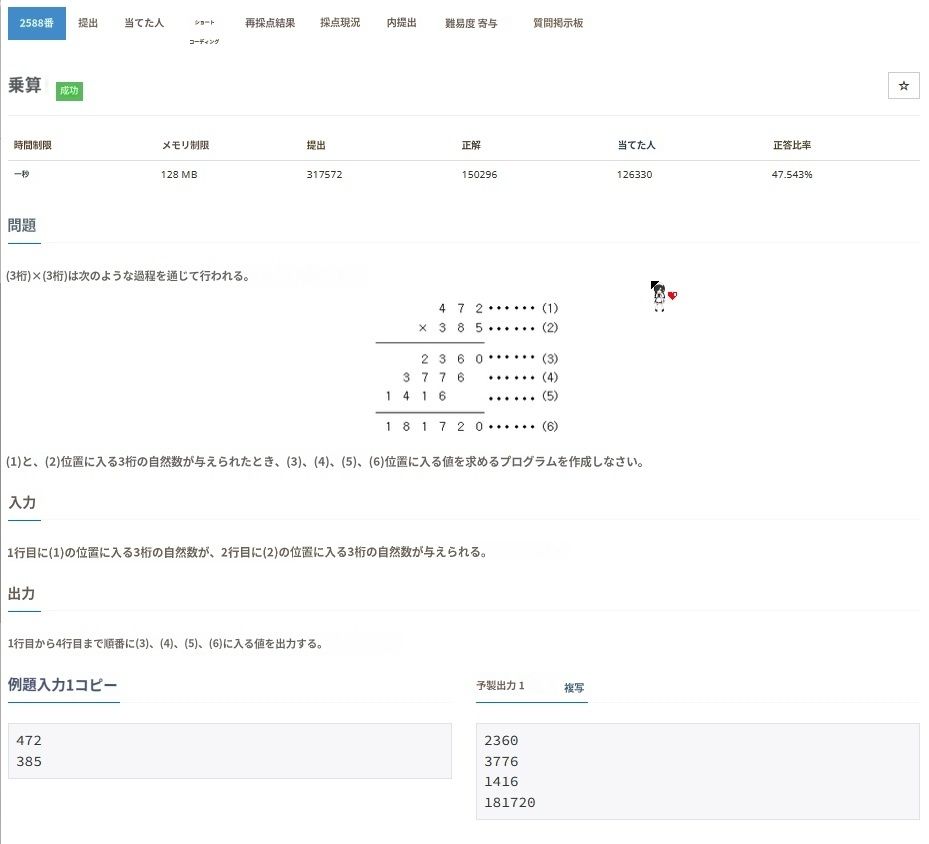 2588番 提出 当てた人 ショート コーディング 再採点結果 採点現況 内提出 難易度 寄与 質問掲示板
乗算 成功 ☆
時間制限 メモリ制限 提出 正解 当てた人 正答比率
一秒 128 MB 317572 150296 126330 47.543%
問題
(3桁)×(3桁)は次のような過程を通じて行われる。
4 7 2 •••••• (1)
× 3 8 5 •••••• (2)
2 3 6 0 •••••• (3)
3 7 7 6 •••••• (4)
1 4 1 6 •••••• (5)
1 8 1 7 2 0 •••••• (6)
(1)と、(2)位置に入る3桁の自然数が与えられたとき、(3)、(4)、(5)、(6)位置に入る値を求めるプログラムを作成しなさい。
入力
1行目に(1)の位置に入る3桁の自然数が、2行目に(2)の位置に入る3桁の自然数が与えられる。
出力
1行目から4行目まで順番に(3)、(4)、(5)、(6)に入る値を出力する。
例題入力1コピー
472
385
予製出力 1 複写
2360
3776
1416
181720